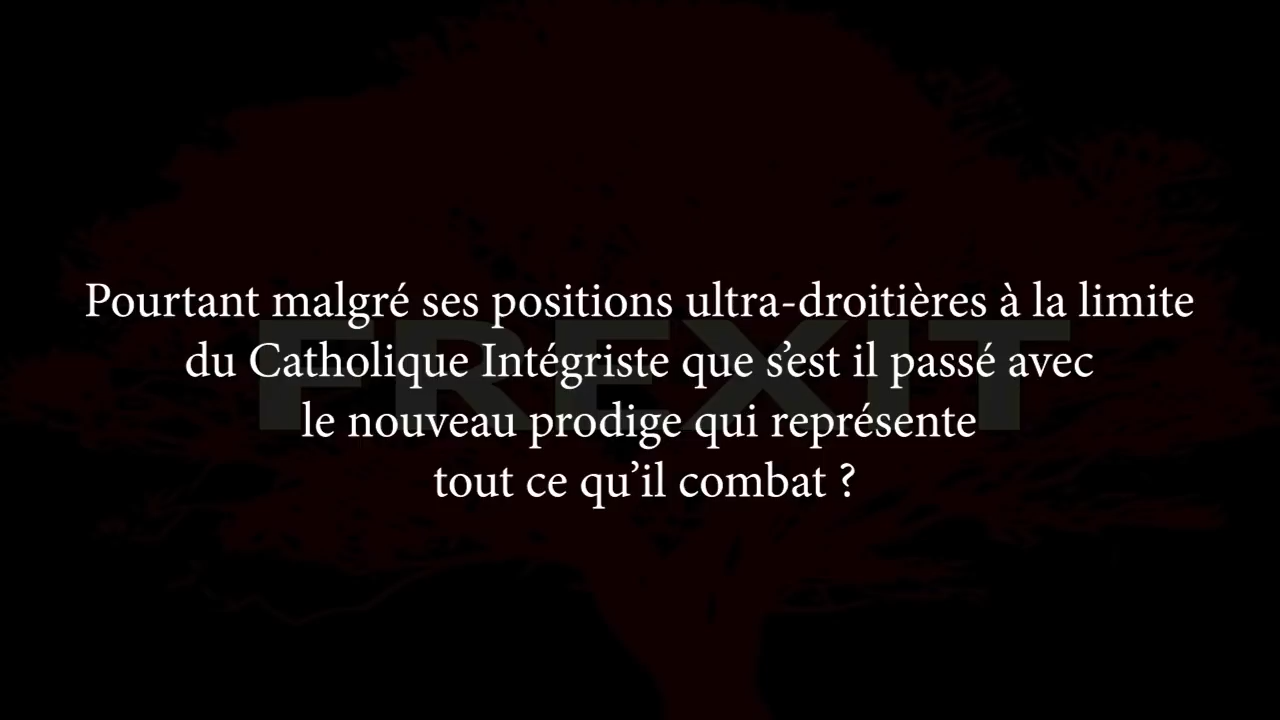 Pourtant malgré ses positions ultra-droitières à la limite
du Catholique Intégriste que s’est il passé avec
le nouveau prodige qui représente
tout ce qu’il combat ?
FREXIT